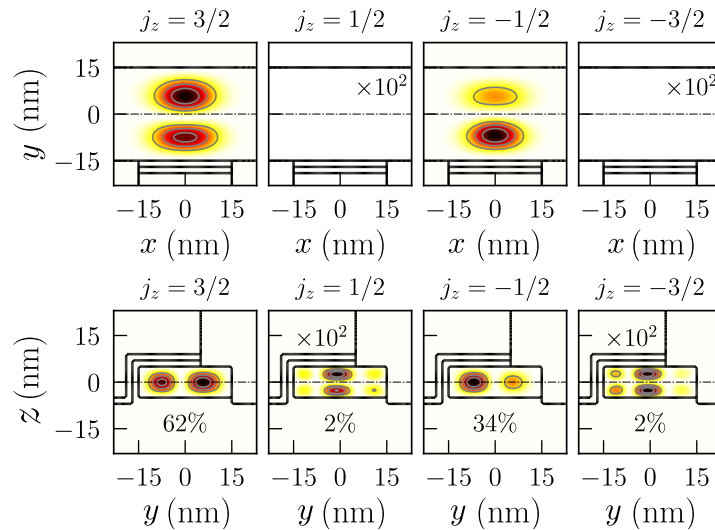 j_z = 3/2 j_z = 1/2 j_z = −1/2 j_z = −3/2
15
0
−15
y (nm)
×10²
×10²
−15 0 15 −15 0 15 −15 0 15 −15 0 15
x (nm) x (nm) x (nm) x (nm)
j_z = 3/2 j_z = 1/2 j_z = −1/2 j_z = −3/2
15
0
−15
z (nm)
×10²
×10²
62% 2% 34% 2%
−15 0 15 −15 0 15 −15 0 15 −15 0 15
y (nm) y (nm) y (nm) y (nm)